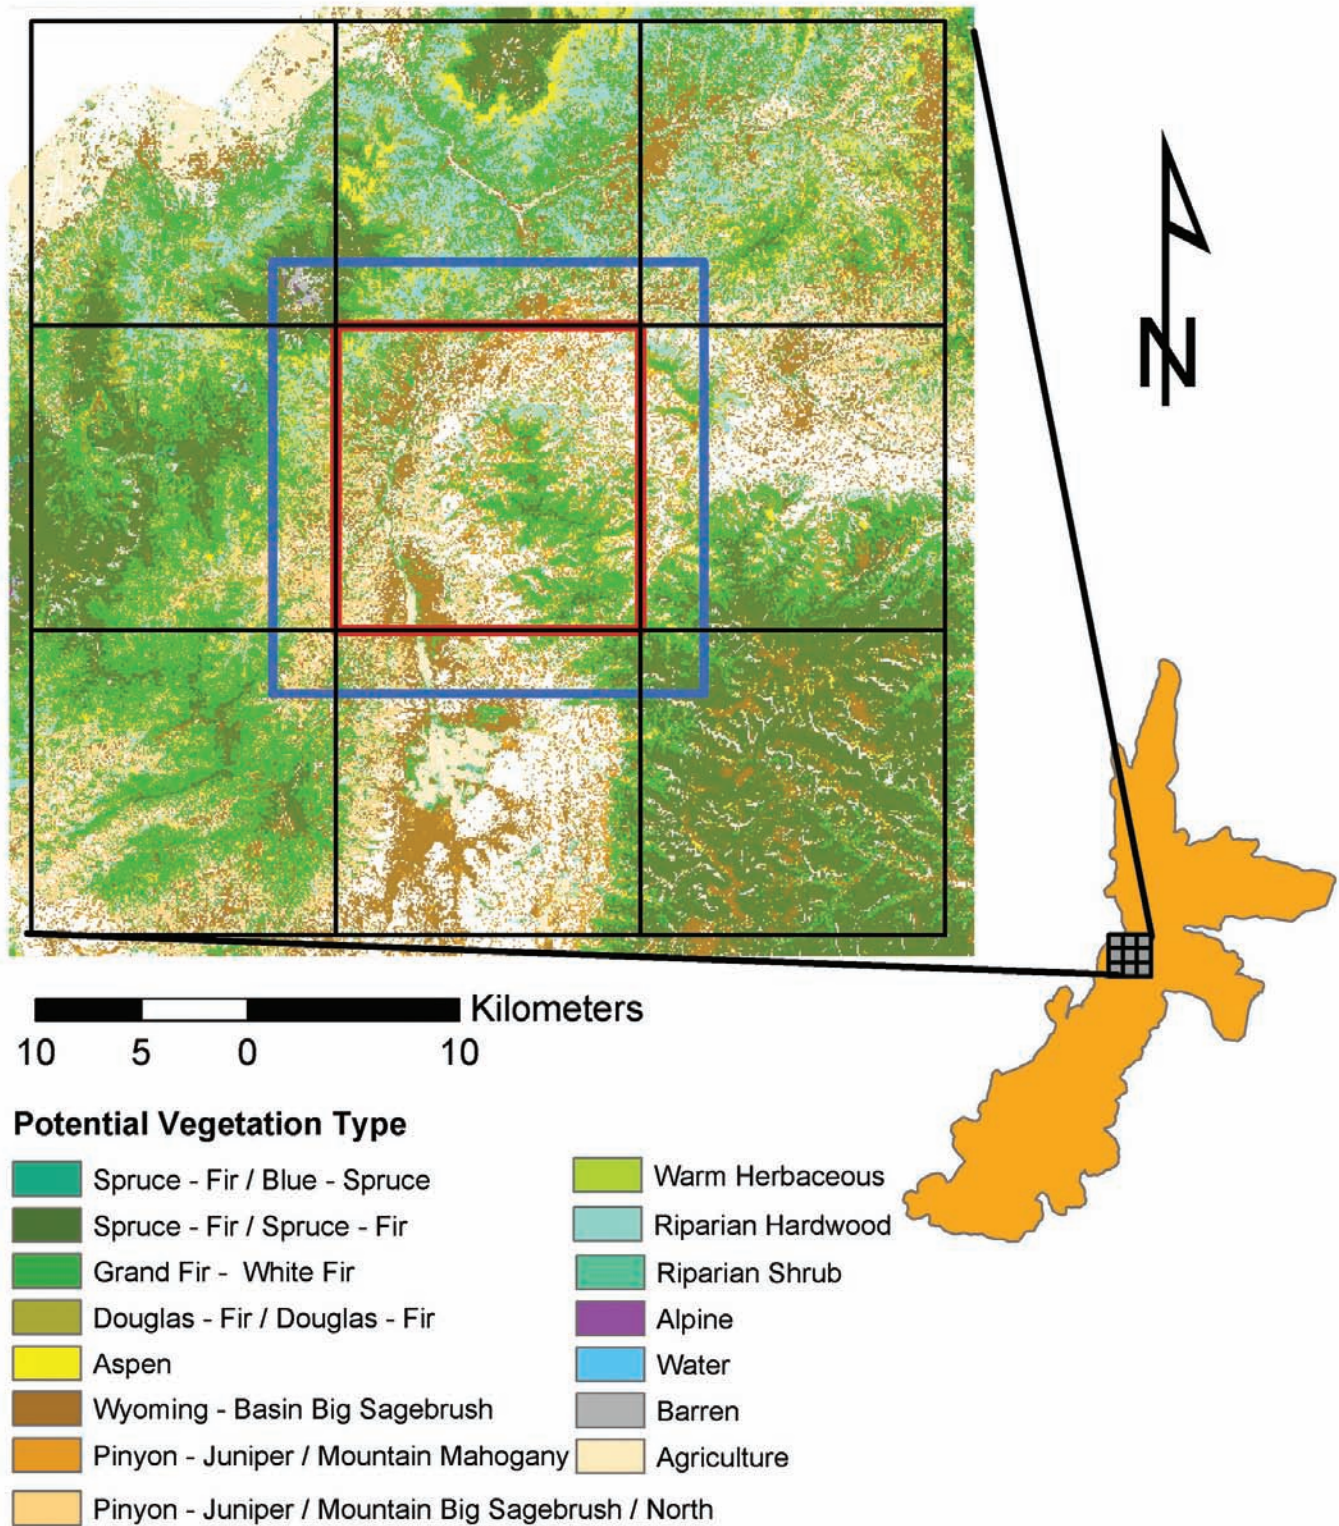 N
Kilometers
10 5 0 10
Potential Vegetation Type
Spruce - Fir / Blue - Spruce
Spruce - Fir / Spruce - Fir
Grand Fir - White Fir
Douglas - Fir / Douglas - Fir
Aspen
Wyoming - Basin Big Sagebrush
Pinyon - Juniper / Mountain Mahogany
Pinyon - Juniper / Mountain Big Sagebrush / North
Warm Herbaceous
Riparian Hardwood
Riparian Shrub
Alpine
Water
Barren
Agriculture